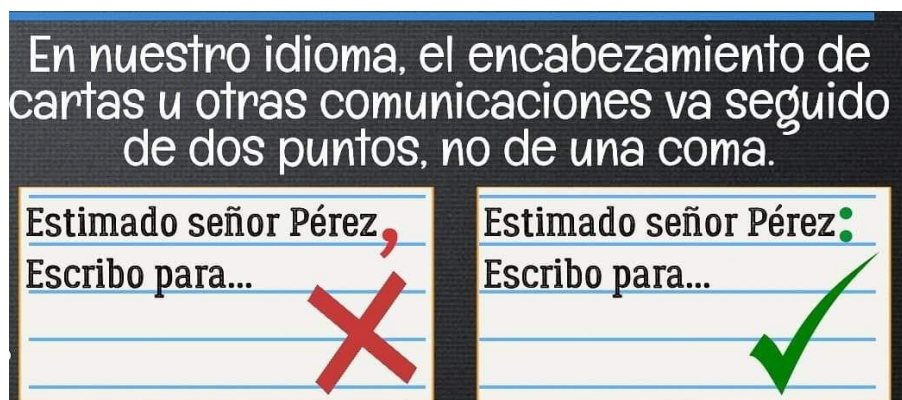 En nuestro idioma, el encabezamiento de
cartas u otras comunicaciones va seguido
de dos puntos, no de una coma.
Estimado señor Pérez,
Escribo para...
Estimado señor Pérez:
Escribo para...